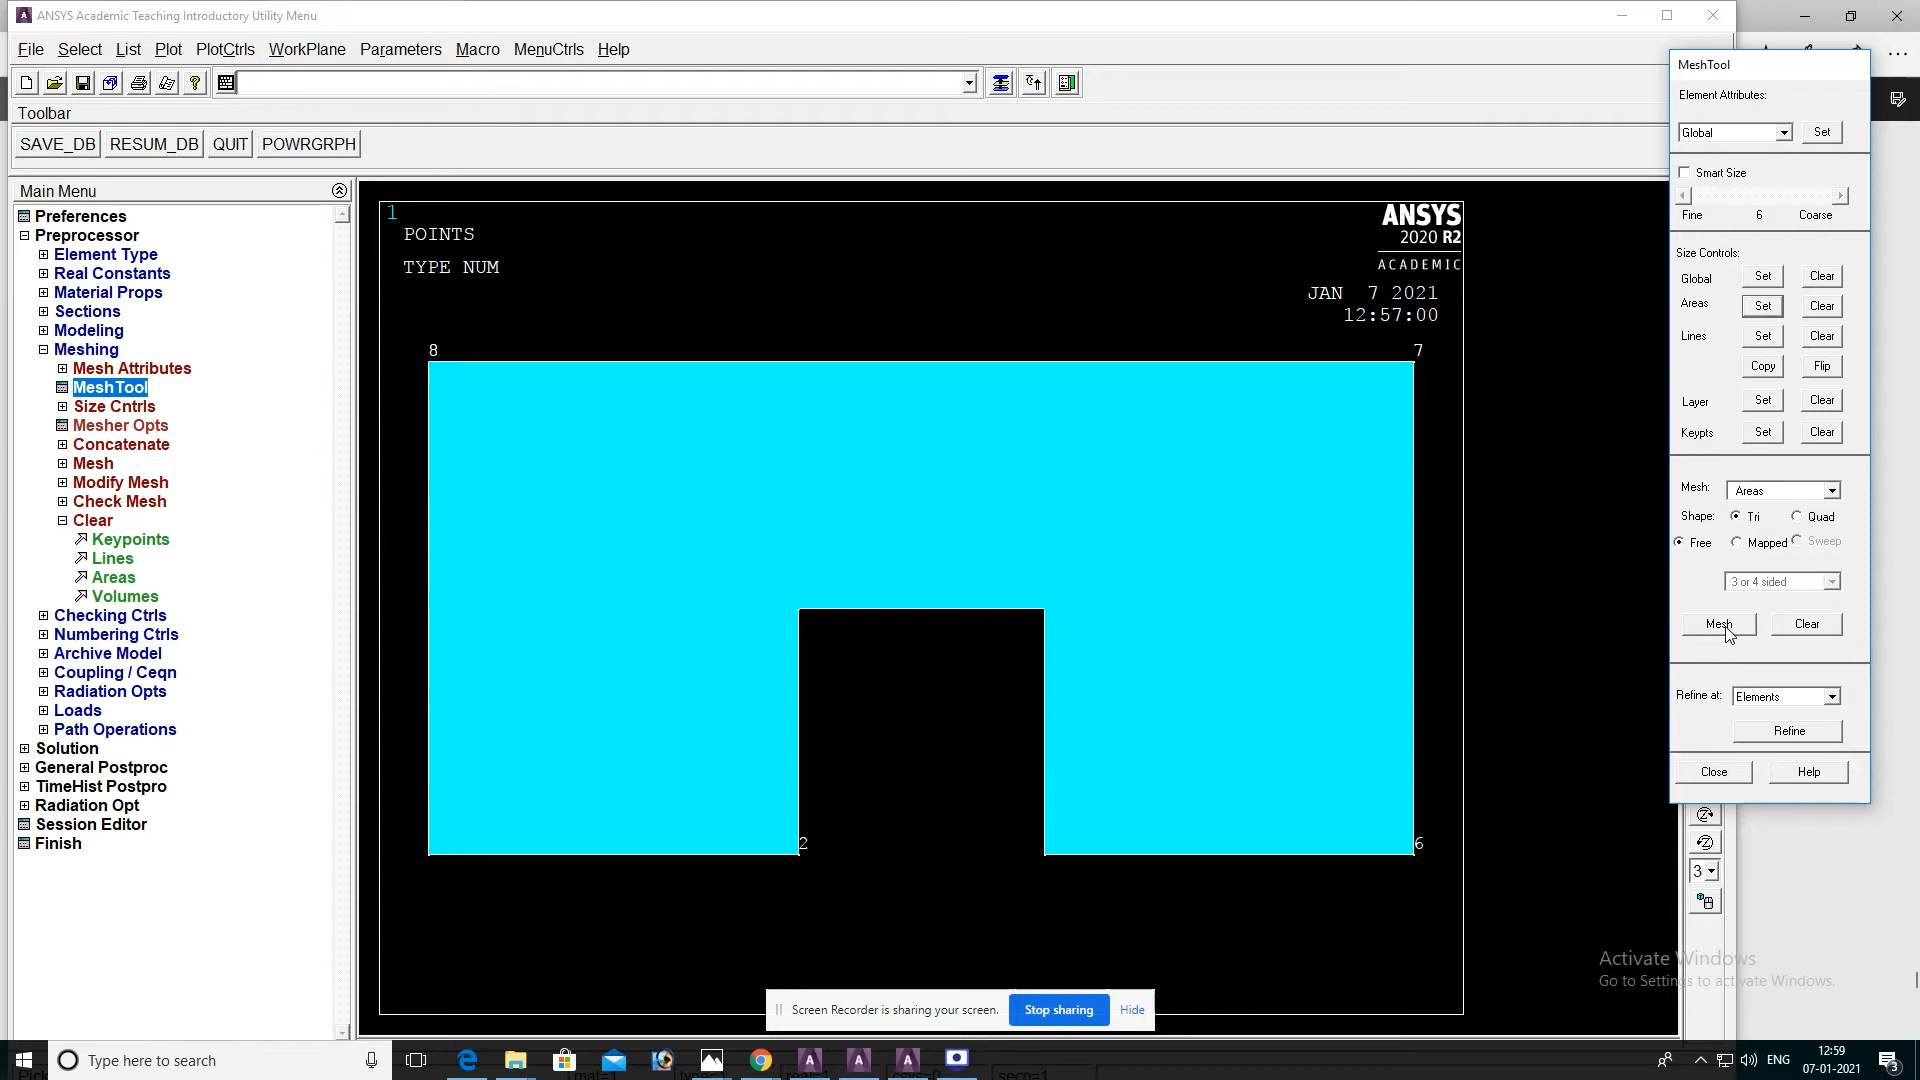 ANSYS Academic Teaching Introductory Utility Menu
File Select List Plot PlotCtrls WorkPlane Parameters Macro MenuCtrls Help
Toolbar
SAVE_DB RESUM_DB QUIT POWRGRPH
Main Menu
Preferences
Preprocessor
Element Type
Real Constants
Material Props
Sections
Modeling
Meshing
Mesh Attributes
MeshTool
Size Cntrls
Mesher Opts
Concatenate
Mesh
Modify Mesh
Check Mesh
Clear
Keypoints
Lines
Areas
Volumes
Checking Ctrls
Numbering Ctrls
Archive Model
Coupling / Ceqn
Radiation Opts
Loads
Path Operations
Solution
General Postproc
TimeHist Postpro
Radiation Opt
Session Editor
Finish
1
POINTS
TYPE NUM
ANSYS
2020 R2
ACADEMIC
JAN 7 2021
12:57:00
8 7
2 6
MeshTool
Element Attributes:
Global Set
Smart Size
Fine 6 Coarse
Size Controls:
Global Set Clear
Areas Set Clear
Lines Set Clear
Copy Flip
Layer Set Clear
Keypts Set Clear
Mesh: Areas
Shape: Tri Quad
Free Mapped Sweep
3 or 4 sided
Mesh Clear
Refine at: Elements
Refine
Close Help
3
Activate Windows
Go to Settings to activate Windows.
Screen Recorder is sharing your screen. Stop sharing Hide
Type here to search
ENG
12:59
07-01-2021
3